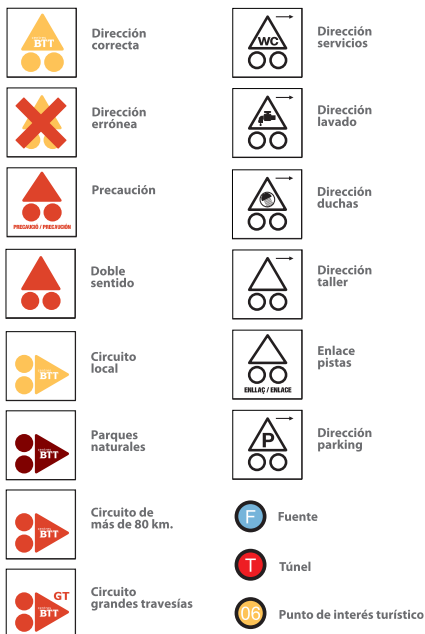 BTT
Dirección
correcta
Dirección
errónea
PRECAUCIÓ / PRECAUCIÓN
Precaución
Doble
sentido
BTT
Circuito
local
BTT
Parques
naturales
BTT
Circuito de
más de 80 km.
GT
BTT
Circuito
grandes travesías
WC
Dirección
servicios
Dirección
lavado
Dirección
duchas
Dirección
taller
ENLLAÇ / ENLACE
Enlace
pistas
P
Dirección
parking
F
Fuente
T
Túnel
06
Punto de interés turístico